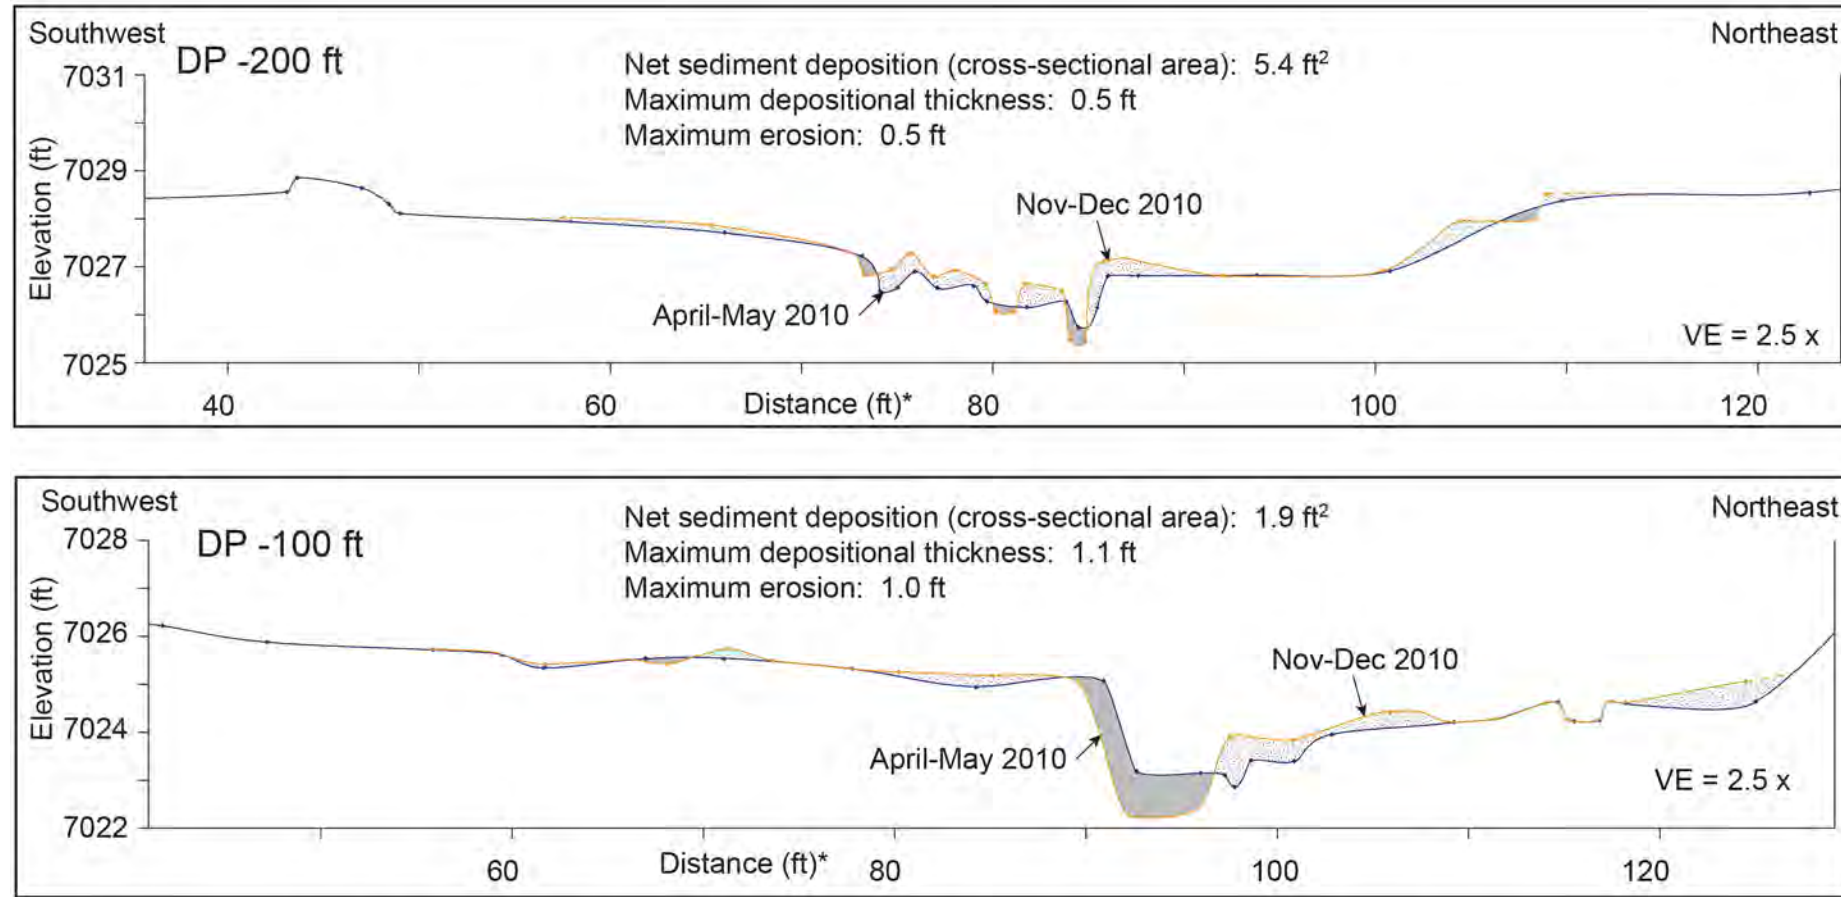 Southwest
Northeast
DP -200 ft
Net sediment deposition (cross-sectional area): 5.4 ft²
Maximum depositional thickness: 0.5 ft
Maximum erosion: 0.5 ft
Elevation (ft)
7031
7029
7027
7025
Nov-Dec 2010
April-May 2010
VE = 2.5 x
40
60
Distance (ft)*
80
100
120
Southwest
Northeast
DP -100 ft
Net sediment deposition (cross-sectional area): 1.9 ft²
Maximum depositional thickness: 1.1 ft
Maximum erosion: 1.0 ft
Elevation (ft)
7028
7026
7024
7022
Nov-Dec 2010
April-May 2010
VE = 2.5 x
60
Distance (ft)*
80
100
120